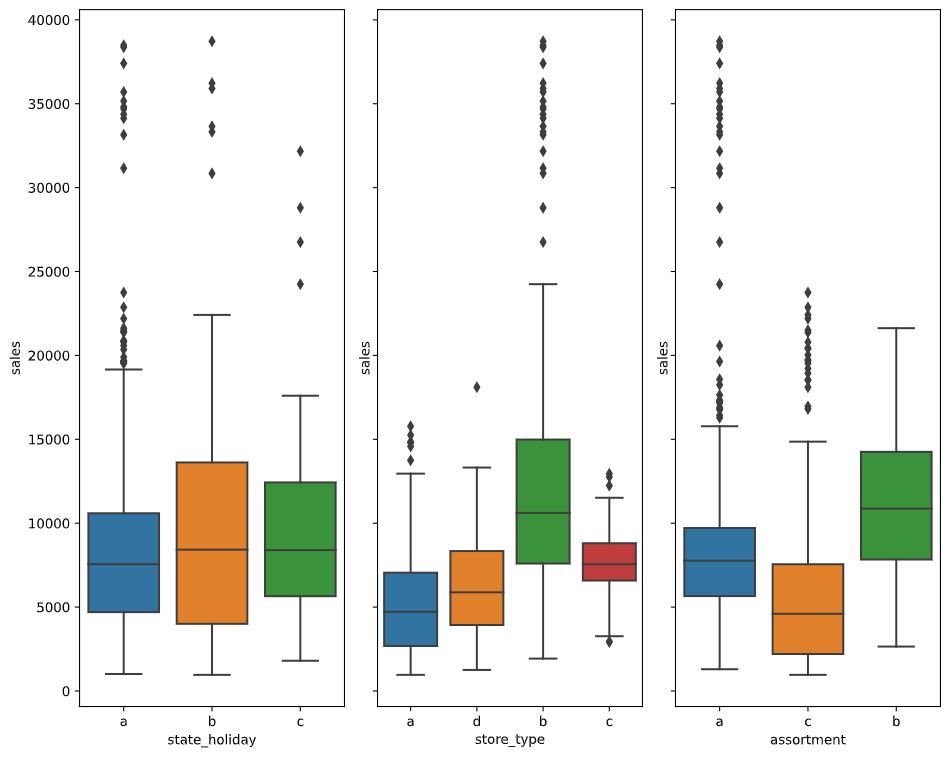 40000
35000
30000
25000
20000
15000
10000
5000
0
sales
a b c
state_holiday
sales
a d b c
store_type
sales
a c b
assortment